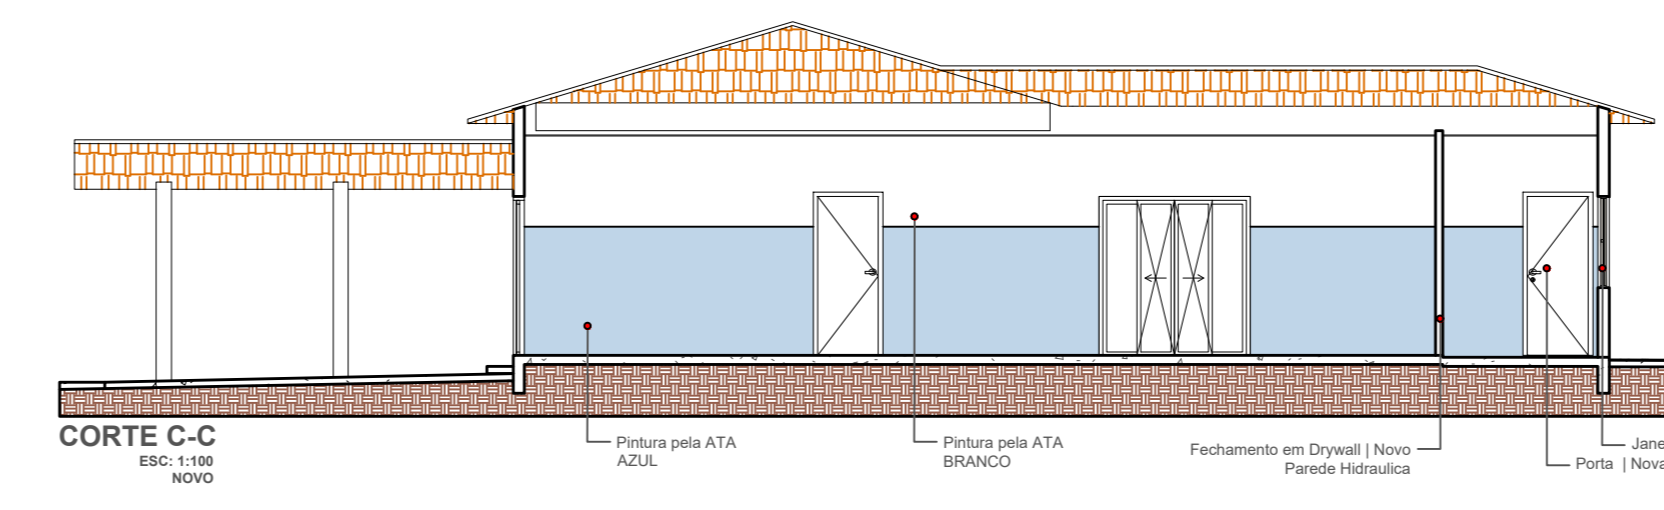 CORTE C-C
ESC: 1:100
NOVO
Pintura pela ATA
AZUL
Pintura pela ATA
BRANCO
Fechamento em Drywall | Novo
Parede Hidraulica
Jane
Porta | Nova